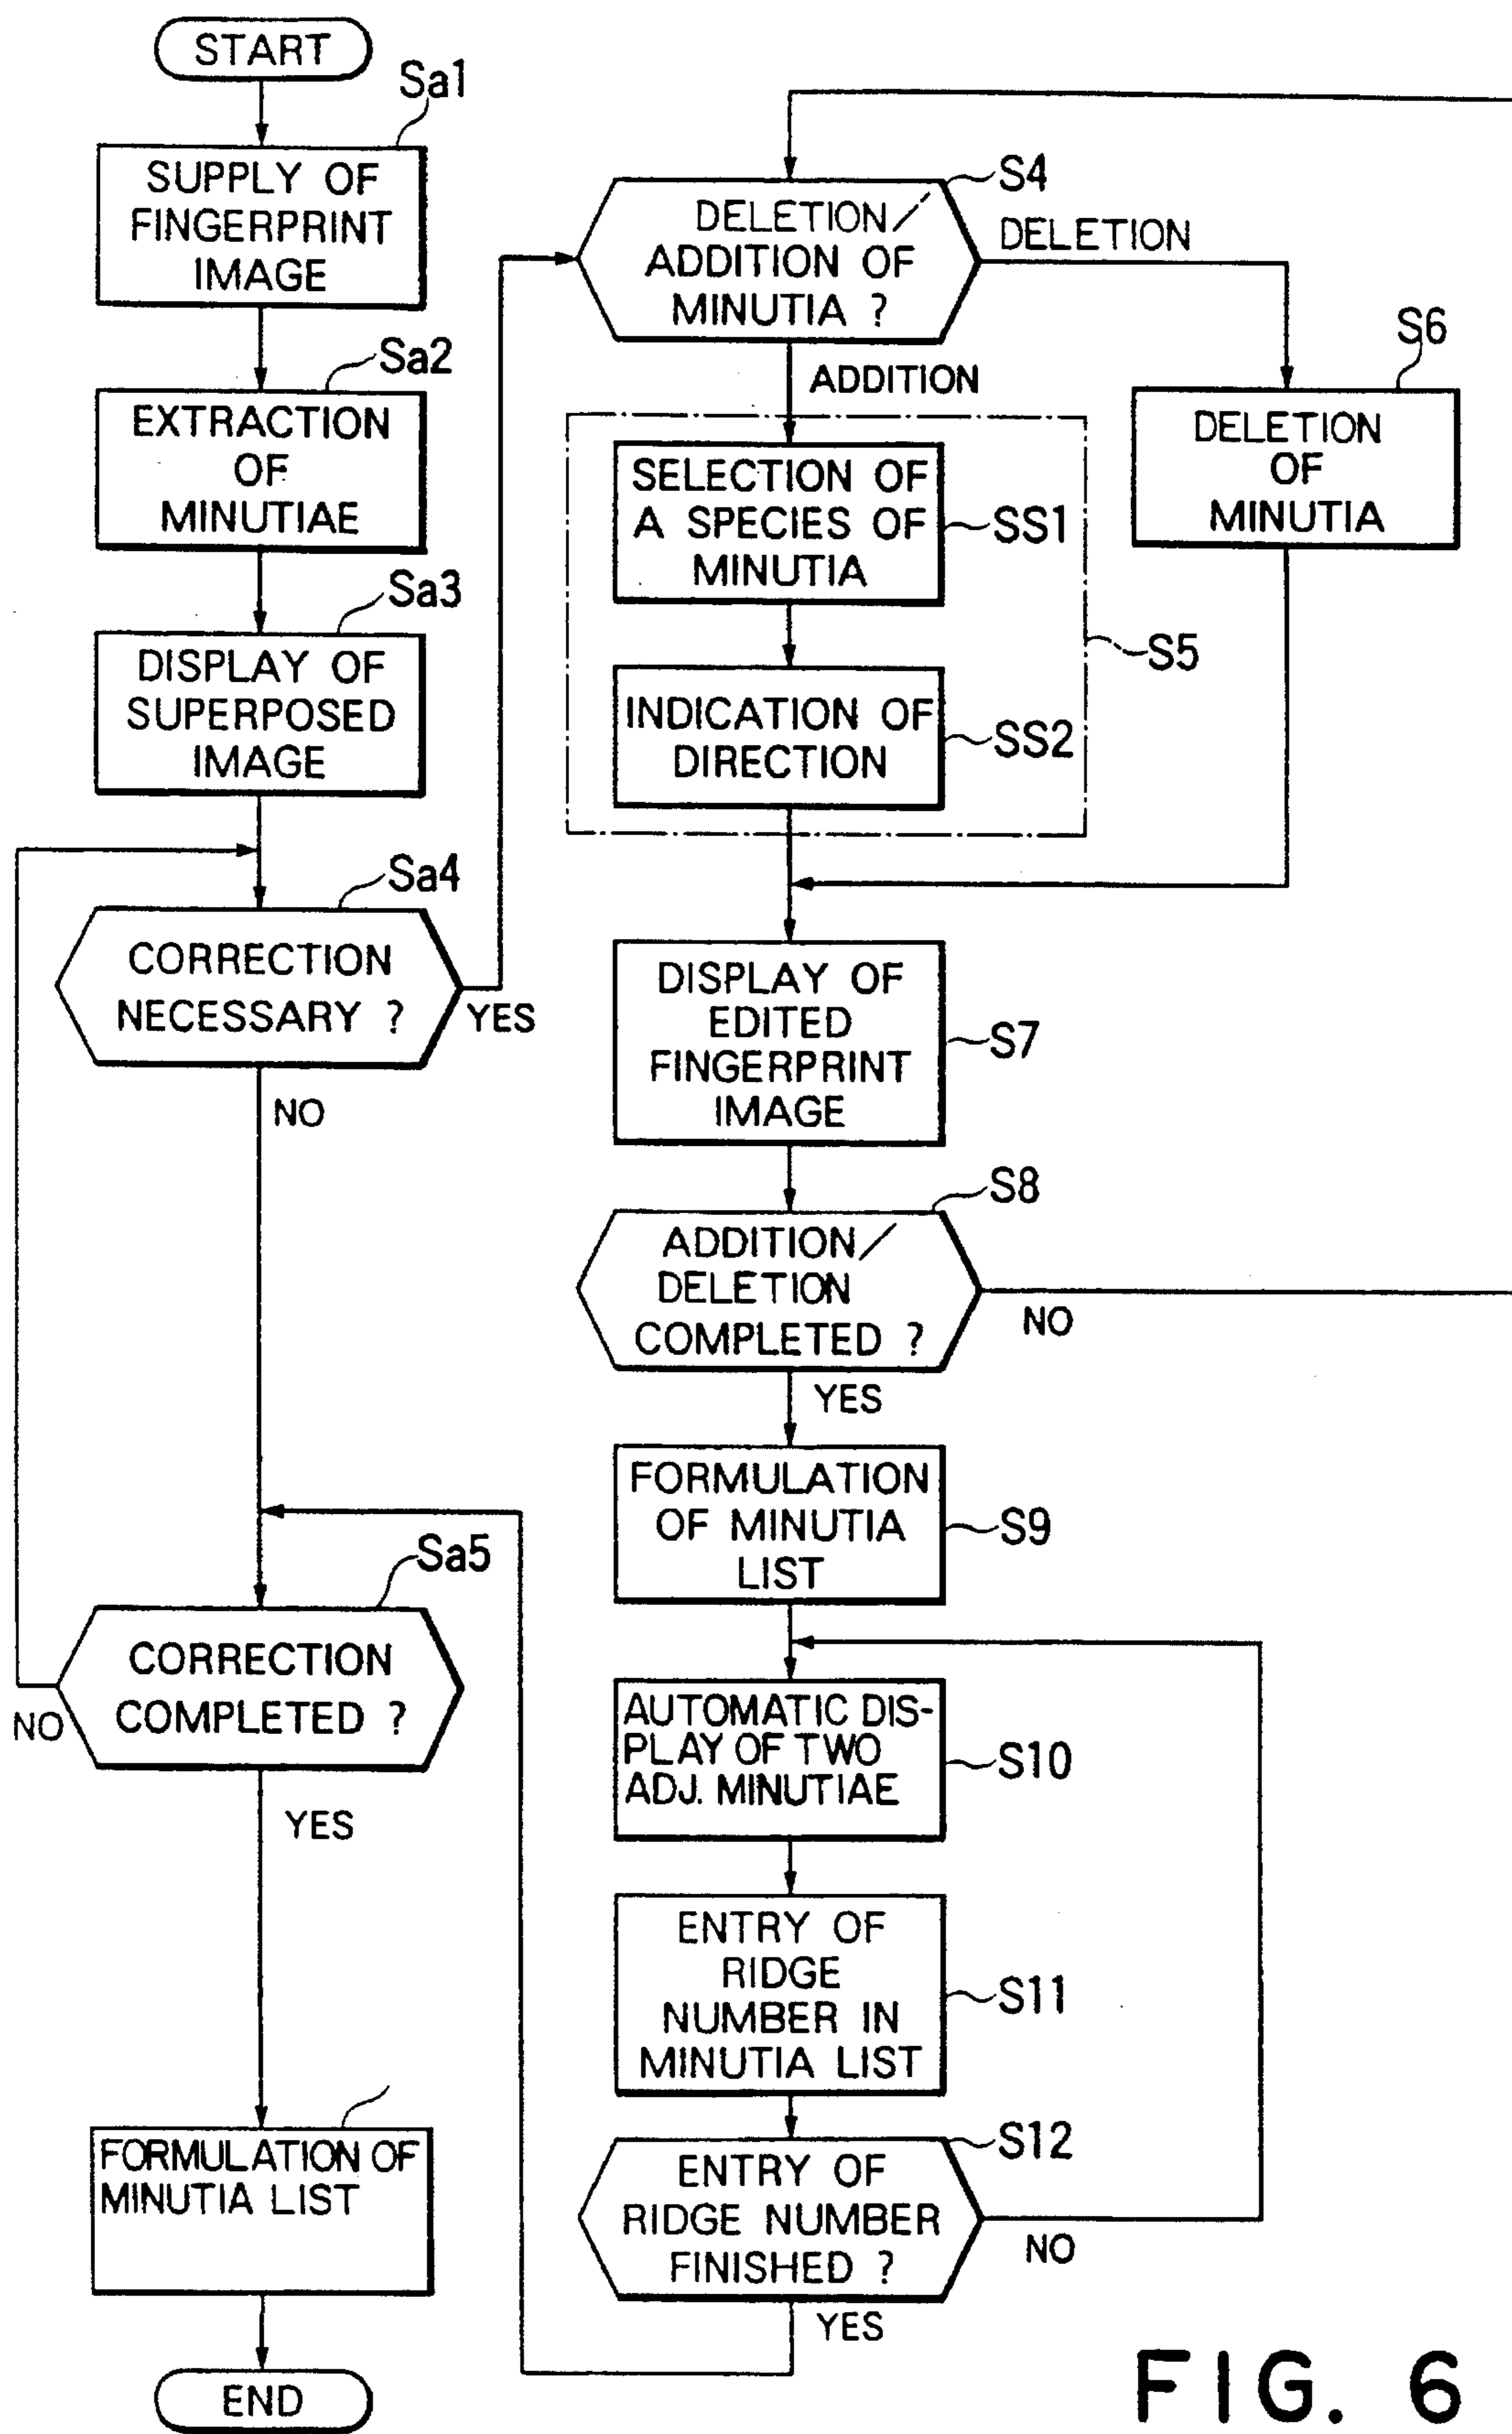 START
Sa1
SUPPLY OF
FINGERPRINT
IMAGE
Sa2
EXTRACTION
OF
MINUTIAE
Sa3
DISPLAY OF
SUPERPOSED
IMAGE
Sa4
CORRECTION
NECESSARY ?
YES
NO
Sa5
CORRECTION
COMPLETED ?
NO
YES
FORMULATION OF
MINUTIA LIST
END
S4
DELETION/
ADDITION OF
MINUTIA ?
DELETION
ADDITION
S6
DELETION
OF
MINUTIA
SELECTION OF
A SPECIES OF
MINUTIA
SS1
S5
INDICATION OF
DIRECTION
SS2
DISPLAY OF
EDITED
FINGERPRINT
IMAGE
S7
S8
ADDITION/
DELETION
COMPLETED ?
NO
YES
FORMULATION
OF MINUTIA
LIST
S9
AUTOMATIC DIS-
PLAY OF TWO
ADJ. MINUTIAE
S10
ENTRY OF
RIDGE
NUMBER IN
MINUTIA LIST
S11
S12
ENTRY OF
RIDGE NUMBER
FINISHED ?
NO
YES
FIG. 6